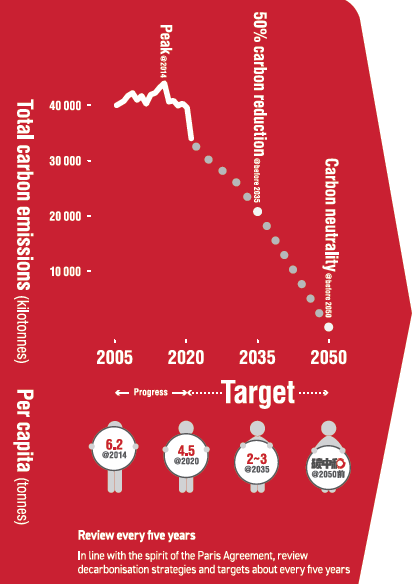 Total carbon emissions (kilotonnes)
40 000
30 000
20 000
10 000
Peak@2014
50% carbon reduction @before 2035
Carbon neutrality @before 2050
2005 2020 2035 2050
Progress Target
Per capita (tonnes)
6.2
@2014
4.5
@2020
2~3
@2035
碳中和
@2050前
Review every five years
In line with the spirit of the Paris Agreement, review
decarbonisation strategies and targets about every five years